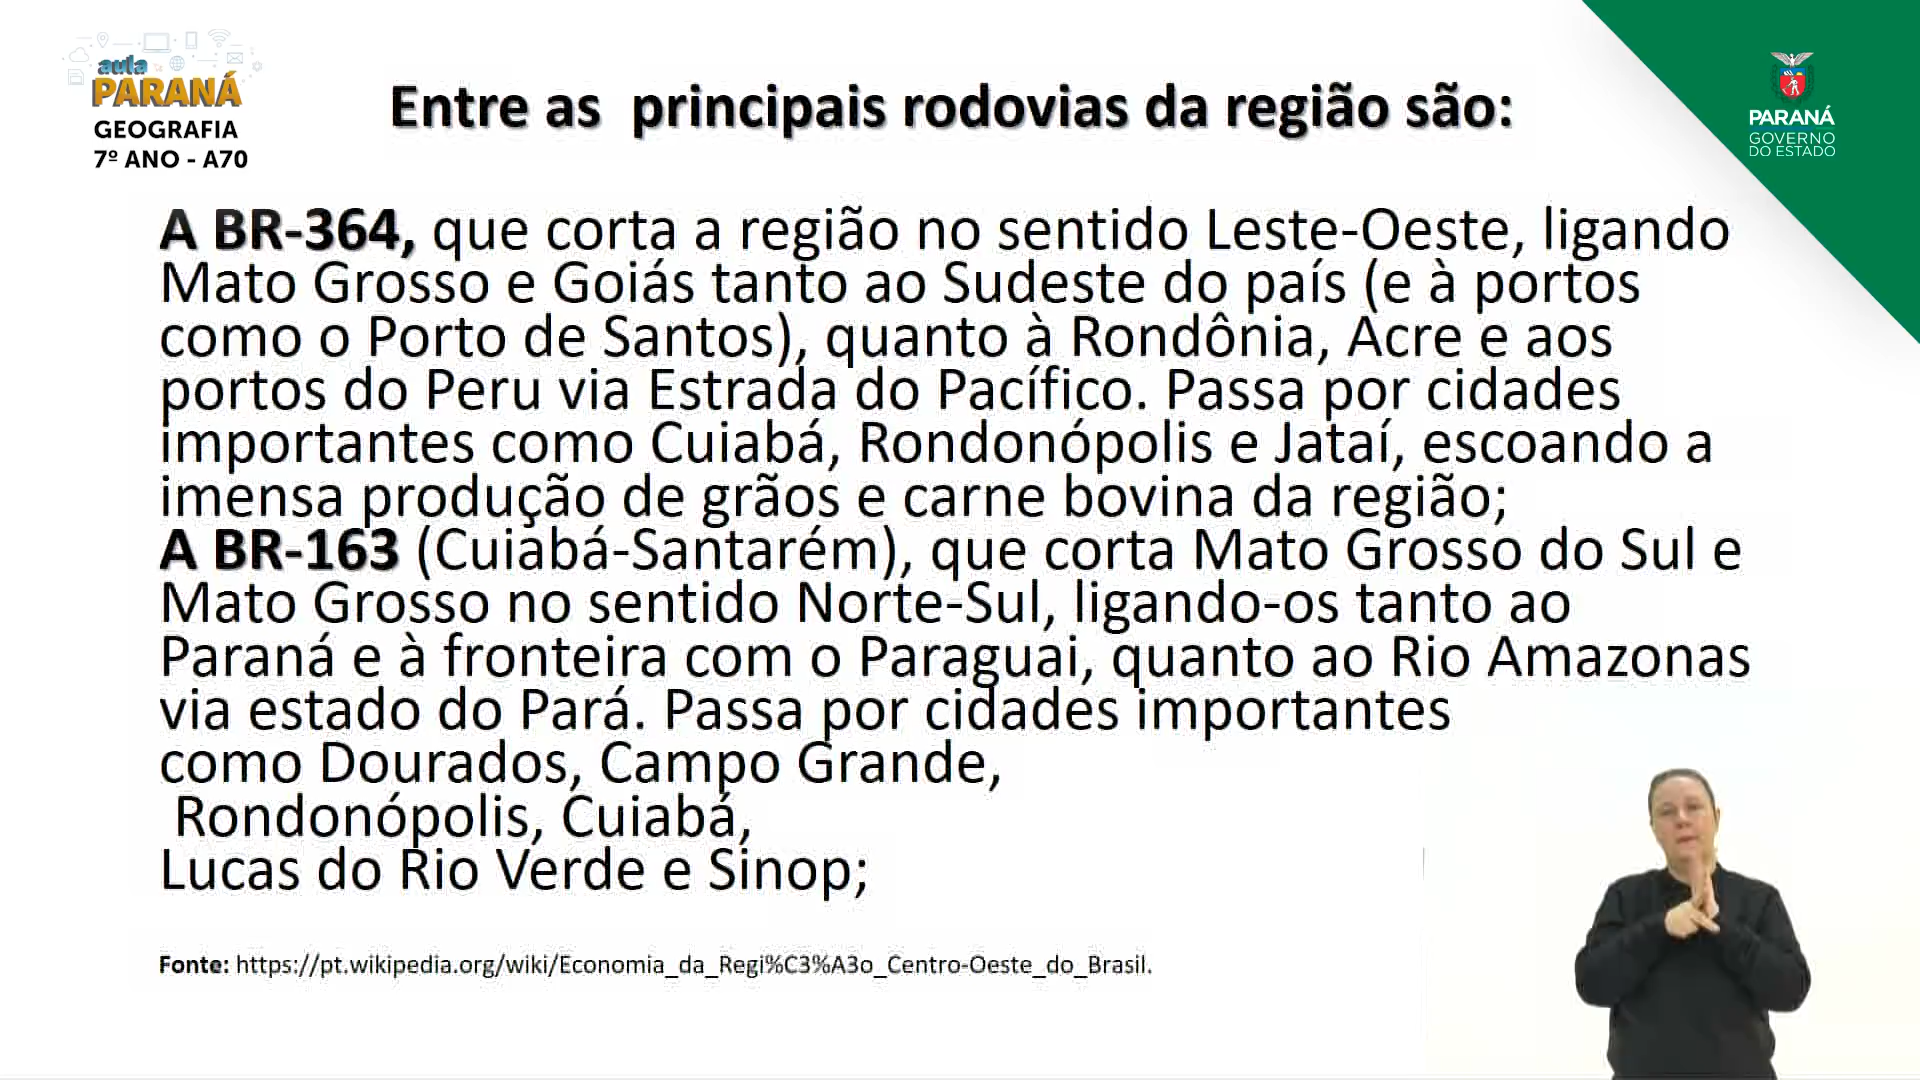 aula
PARANÁ
GEOGRAFIA
7º ANO - A70
Entre as principais rodovias da região são:
PARANÁ
GOVERNO
DO ESTADO
A BR-364, que corta a região no sentido Leste-Oeste, ligando
Mato Grosso e Goiás tanto ao Sudeste do país (e à portos
como o Porto de Santos), quanto à Rondônia, Acre e aos
portos do Peru via Estrada do Pacífico. Passa por cidades
importantes como Cuiabá, Rondonópolis e Jataí, escoando a
imensa produção de grãos e carne bovina da região;
A BR-163 (Cuiabá-Santarém), que corta Mato Grosso do Sul e
Mato Grosso no sentido Norte-Sul, ligando-os tanto ao
Paraná e à fronteira com o Paraguai, quanto ao Rio Amazonas
via estado do Pará. Passa por cidades importantes
como Dourados, Campo Grande,
Rondonópolis, Cuiabá,
Lucas do Rio Verde e Sinop;
Fonte: https://pt.wikipedia.org/wiki/Economia_da_Regi%C3%A3o_Centro-Oeste_do_Brasil.